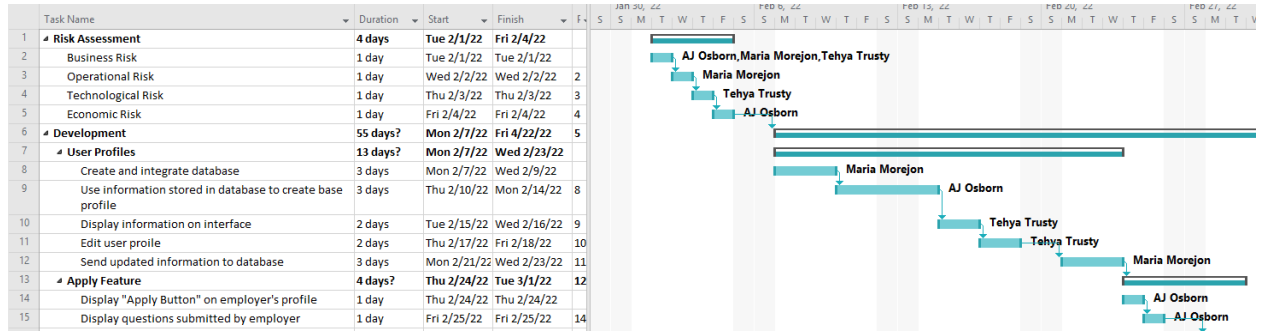 Jan 30, '22 Feb 6, '22 Feb 13, '22 Feb 20, '22 Feb 27, '22
Task Name Duration Start Finish S S M T W T F S S M T W T F S S M T W T F S S M T W T F S S M T
1 Risk Assessment 4 days Tue 2/1/22 Fri 2/4/22
2 Business Risk 1 day Tue 2/1/22 Tue 2/1/22 AJ Osborn,Maria Morejon,Tehya Trusty
3 Operational Risk 1 day Wed 2/2/22 Wed 2/2/22 2 Maria Morejon
4 Technological Risk 1 day Thu 2/3/22 Thu 2/3/22 3 Tehya Trusty
5 Economic Risk 1 day Fri 2/4/22 Fri 2/4/22 4 AJ Osborn
6 Development 55 days? Mon 2/7/22 Fri 4/22/22 5
7 User Profiles 13 days? Mon 2/7/22 Wed 2/23/22
8 Create and integrate database 3 days Mon 2/7/22 Wed 2/9/22 Maria Morejon
9 Use information stored in database to create base 3 days Thu 2/10/22 Mon 2/14/22 8 AJ Osborn
profile
10 Display information on interface 2 days Tue 2/15/22 Wed 2/16/22 9 Tehya Trusty
11 Edit user proile 2 days Thu 2/17/22 Fri 2/18/22 10 Tehya Trusty
12 Send updated information to database 3 days Mon 2/21/22 Wed 2/23/22 11 Maria Morejon
13 Apply Feature 4 days? Thu 2/24/22 Tue 3/1/22 12
14 Display "Apply Button" on employer's profile 1 day Thu 2/24/22 Thu 2/24/22 AJ Osborn
15 Display questions submitted by employer 1 day Fri 2/25/22 Fri 2/25/22 14 AJ Osborn